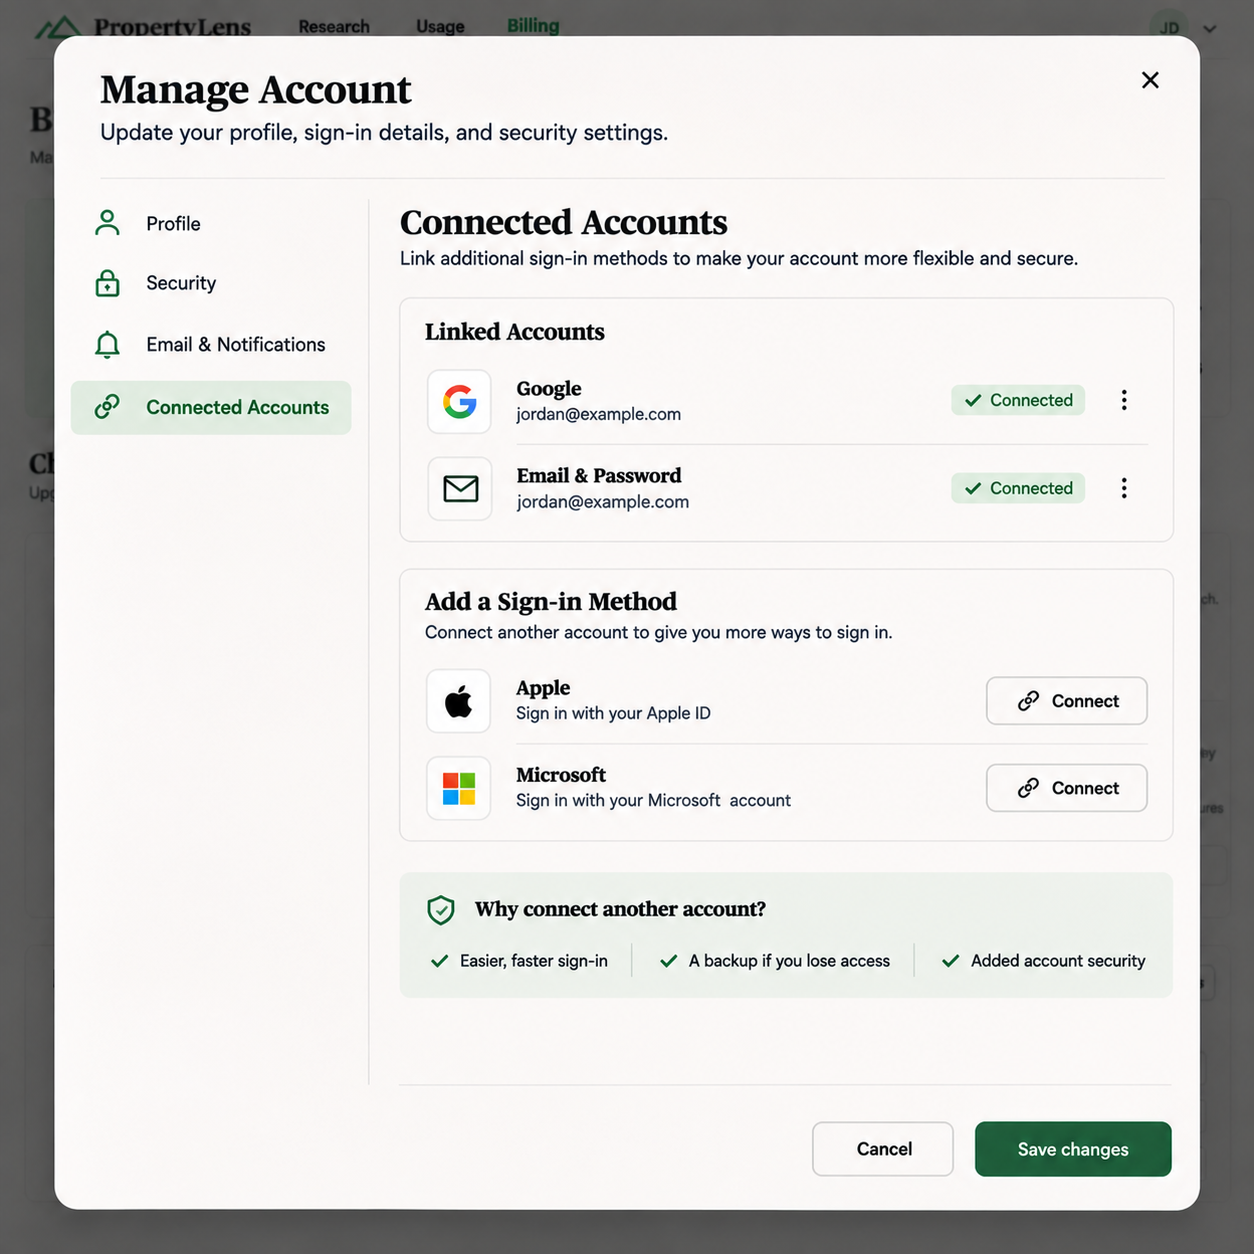 PropertyLens
Research
Usage
Billing
JD
Manage Account
Update your profile, sign-in details, and security settings.
Profile
Security
Email & Notifications
Connected Accounts
Connected Accounts
Link additional sign-in methods to make your account more flexible and secure.
Linked Accounts
Google
jordan@example.com
Connected
Email & Password
jordan@example.com
Connected
Add a Sign-in Method
Connect another account to give you more ways to sign in.
Apple
Sign in with your Apple ID
Connect
Microsoft
Sign in with your Microsoft account
Connect
Why connect another account?
Easier, faster sign-in
A backup if you lose access
Added account security
Cancel
Save changes